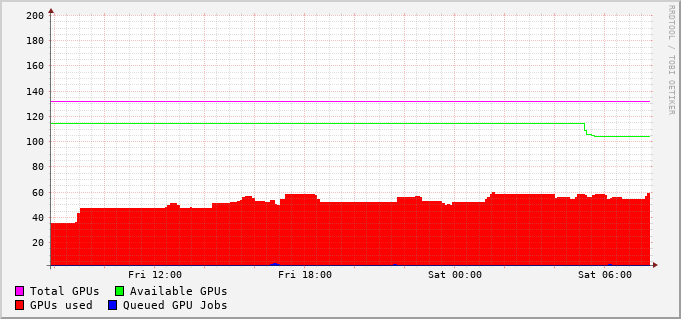 200
180
160
140
120
100
80
60
40
20
Fri 12:00 Fri 18:00 Sat 00:00 Sat 06:00
Total GPUs Available GPUs
GPUs used Queued GPU Jobs
RRDTOOL / TOBI OETIKER